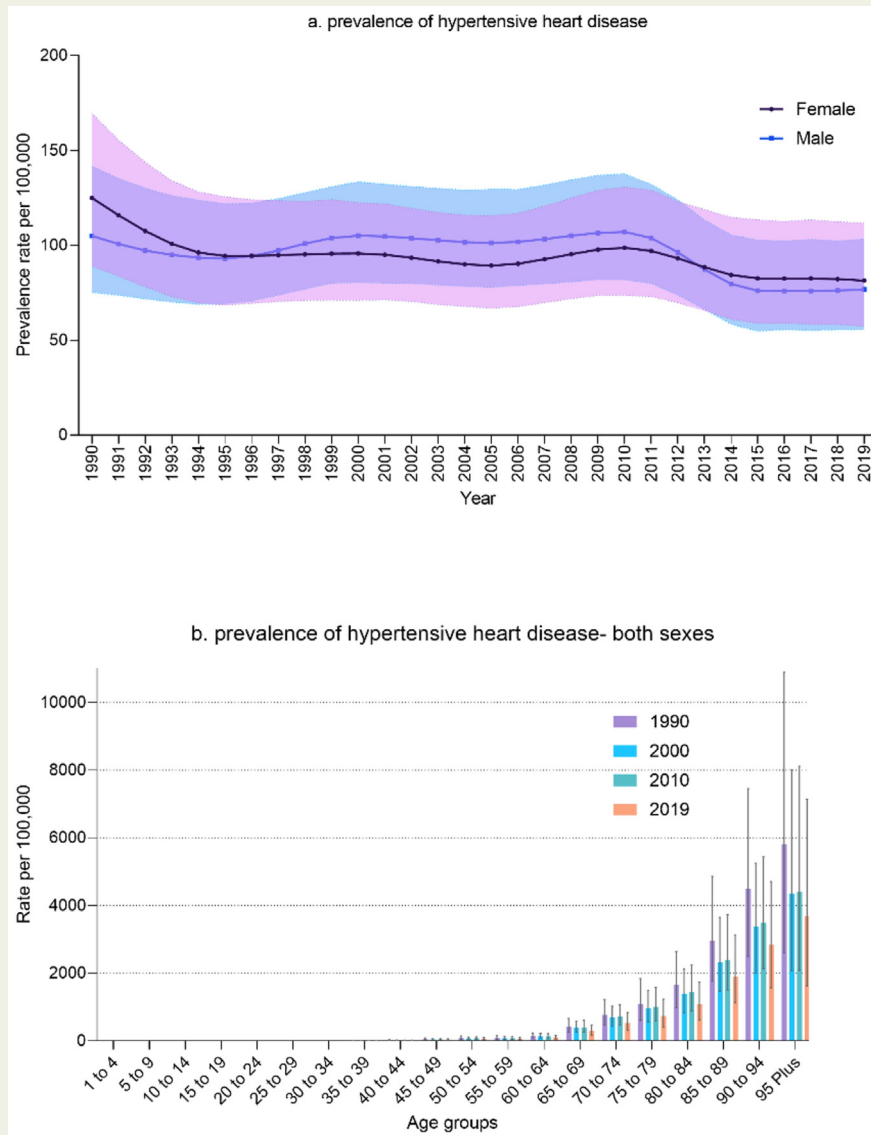 a. prevalence of hypertensive heart disease
200
150
100
50
0
Prevalence rate per 100,000
Female
Male
1990
1991
1992
1993
1994
1995
1996
1997
1998
1999
2000
2001
2002
2003
2004
2005
2006
2007
2008
2009
2010
2011
2012
2013
2014
2015
2016
2017
2018
2019
Year
b. prevalence of hypertensive heart disease- both sexes
10000
8000
6000
4000
2000
0
Rate per 100,000
1990
2000
2010
2019
1 to 4
5 to 9
10 to 14
15 to 19
20 to 24
25 to 29
30 to 34
35 to 39
40 to 44
45 to 49
50 to 54
55 to 59
60 to 64
65 to 69
70 to 74
75 to 79
80 to 84
85 to 89
90 to 94
95 Plus
Age groups